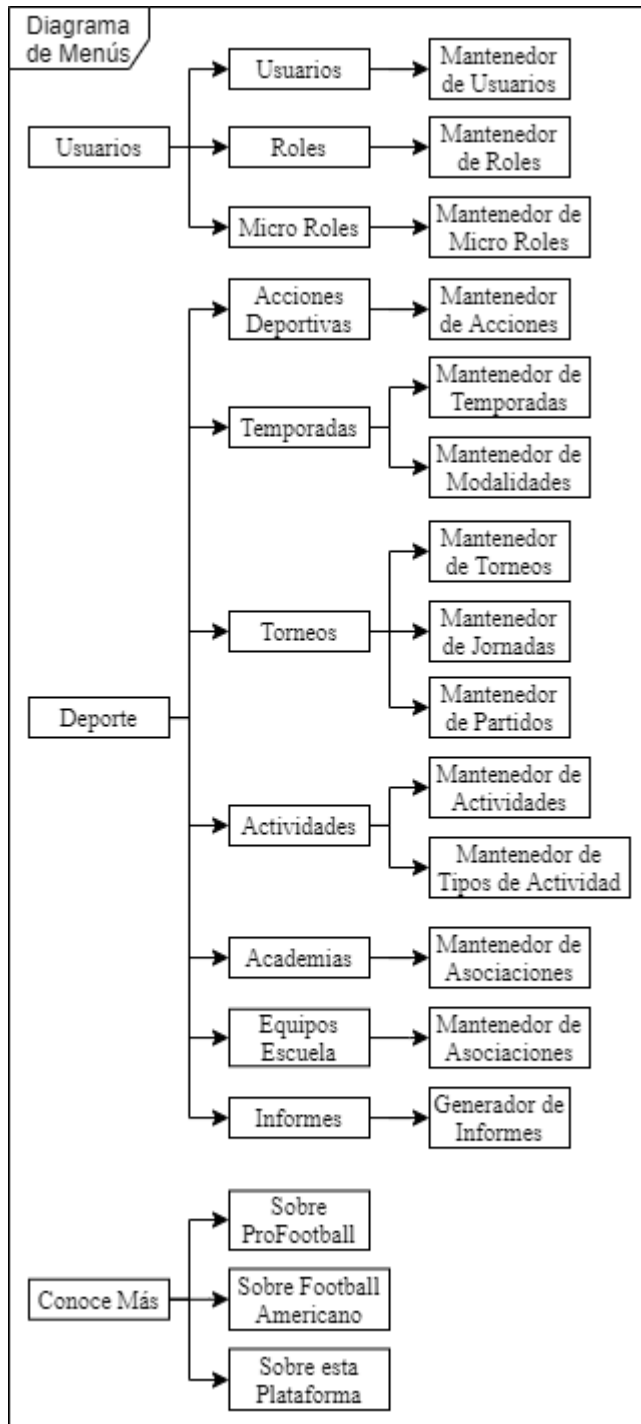 Diagrama
de Menús
Usuarios
Usuarios
Mantenedor
de Usuarios
Roles
Mantenedor
de Roles
Micro Roles
Mantenedor de
Micro Roles
Deporte
Acciones
Deportivas
Mantenedor
de Acciones
Temporadas
Mantenedor de
Temporadas
Mantenedor de
Modalidades
Torneos
Mantenedor
de Torneos
Mantenedor
de Jornadas
Mantenedor
de Partidos
Actividades
Mantenedor de
Actividades
Mantenedor de
Tipos de Actividad
Academias
Mantenedor de
Asociaciones
Equipos
Escuela
Mantenedor de
Asociaciones
Informes
Generador de
Informes
Conoce Más
Sobre
ProFootball
Sobre Football
Americano
Sobre esta
Plataforma